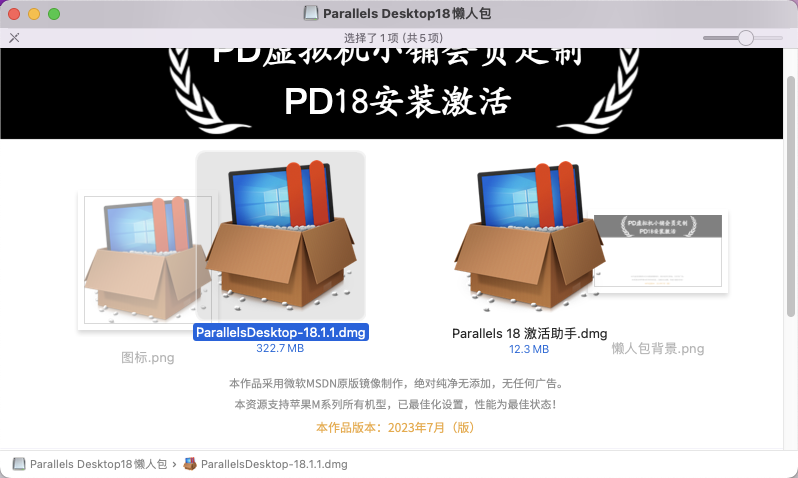 Parallels Desktop18懒人包
选择了1项 (共5项)
PD虚拟机小铺会员定制
PD18安装激活
PD虚拟机小铺会员定制
PD18安装激活
ParallelsDesktop-18.1.1.dmg
322.7 MB
Parallels 18 激活助手.dmg
12.3 MB
图标.png
懒人包背景.png
本作品采用微软MSDN原版镜像制作，绝对纯净无添加，无任何广告。
本资源支持苹果M系列所有机型，已最佳化设置，性能为最佳状态！
本作品版本：2023年7月（版）
Parallels Desktop18懒人包 › ParallelsDesktop-18.1.1.dmg